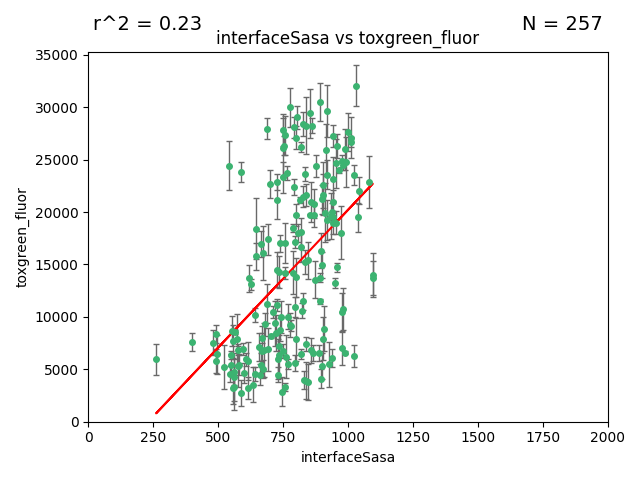 r^2 = 0.23
N = 257
interfaceSasa vs toxgreen_fluor
35000
30000
25000
20000
15000
10000
5000
0
toxgreen_fluor
0 250 500 750 1000 1250 1500 1750 2000
interfaceSasa